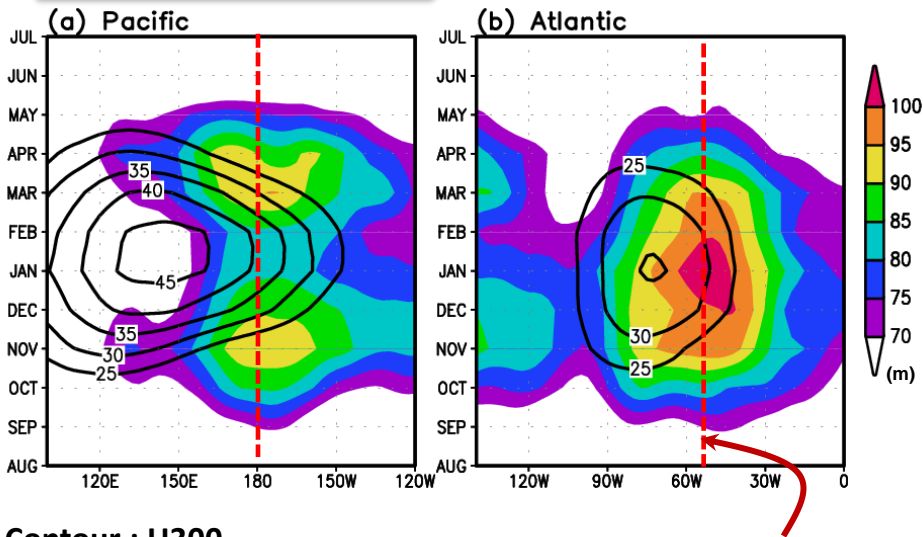 (a) Pacific
(b) Atlantic
JUL
JUN
MAY
APR
MAR
FEB
JAN
DEC
NOV
OCT
SEP
AUG
35
40
45
35
30
25
120E
150E
180
150W
120W
JUL
JUN
MAY
APR
MAR
FEB
JAN
DEC
NOV
OCT
SEP
AUG
25
30
25
120W
90W
60W
30W
0
100
95
90
85
80
75
70
(m)